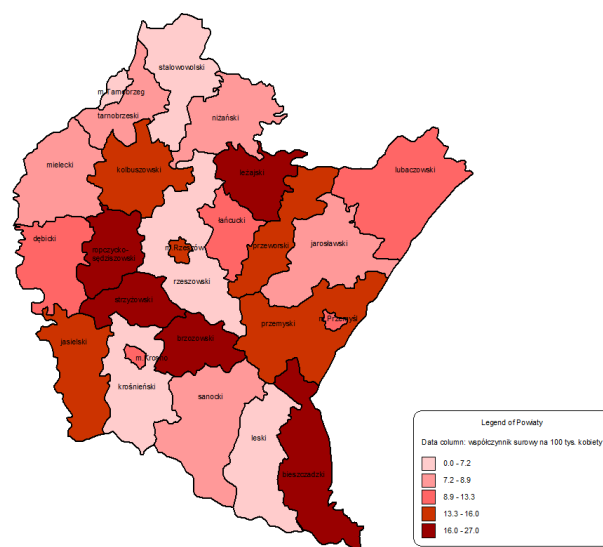 stalowowolski
m.Tarnobrzeg
tarnobrzeski
niżański
mielecki
kolbuszowski
leżajski
lubaczowski
łańcucki
dębicki
ropczycko-
sędziszowski
m.Rzeszów
przeworski
jarosławski
rzeszowski
strzyżowski
przemyski
m.Przemyśl
jasielski
brzozowski
m.Krosno
krośnieński
sanocki
leski
bieszczadzki
Legend of Powiaty
Data column: współczynnik surowy na 100 tys. kobiety
0.0 - 7.2
7.2 - 8.9
8.9 - 13.3
13.3 - 16.0
16.0 - 27.0